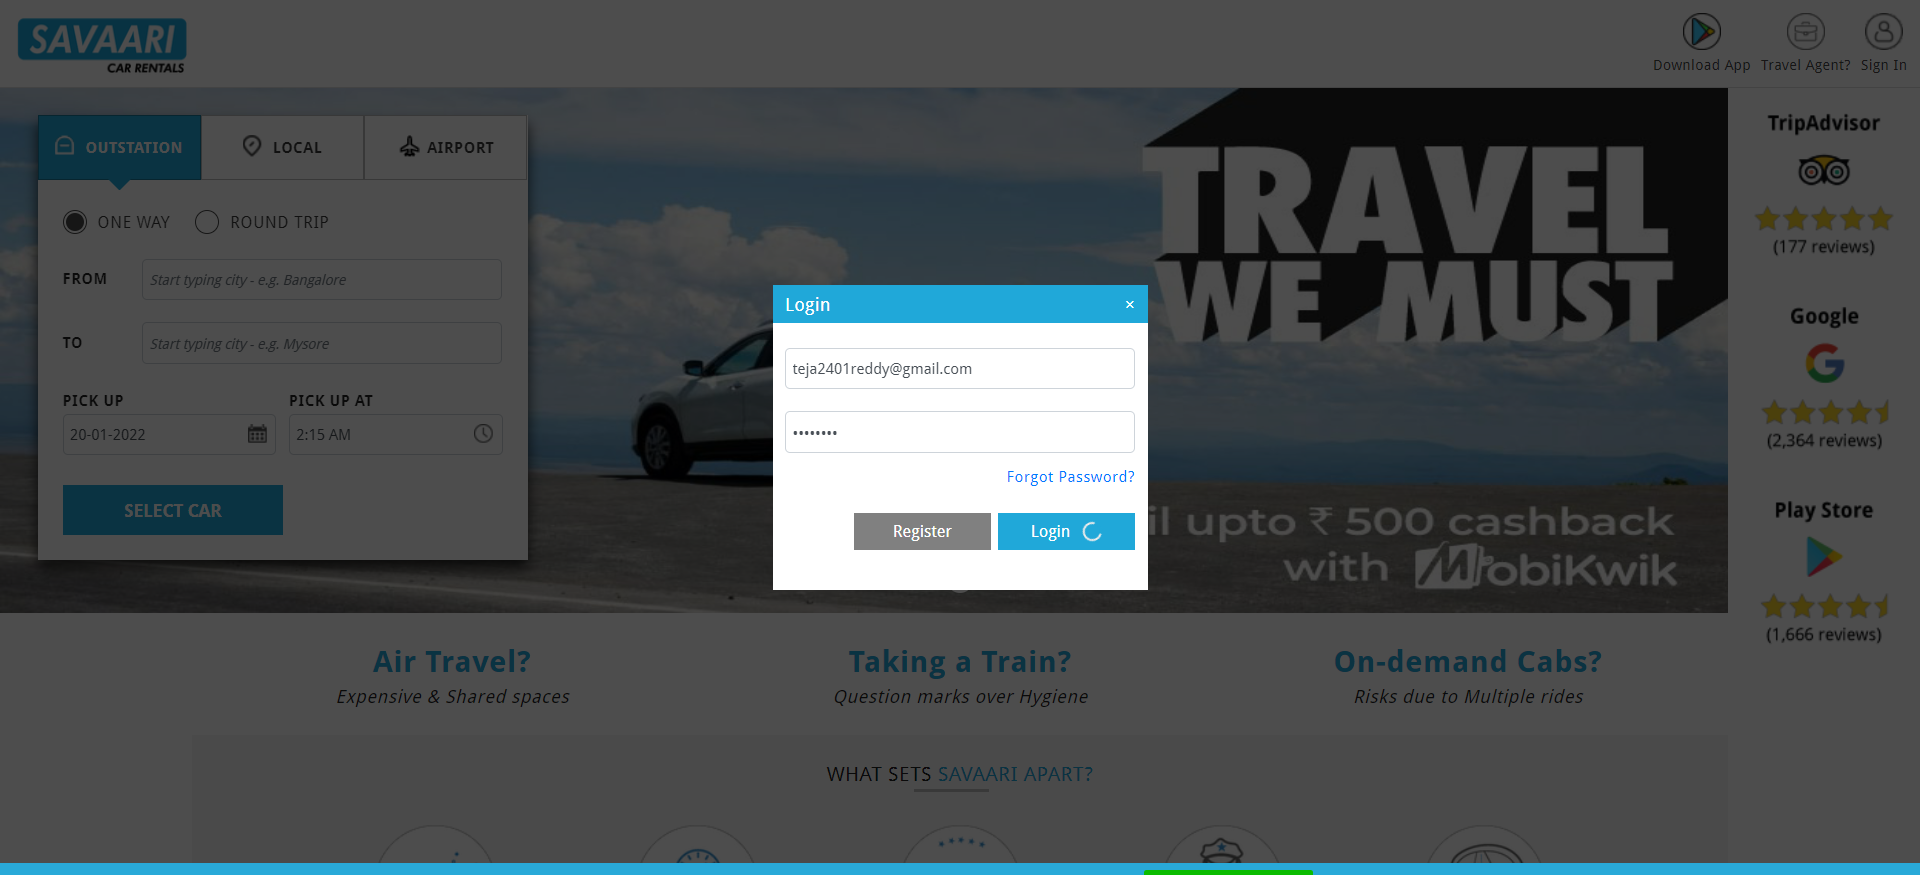 SAVAARI
CAR RENTALS
Download App
Travel Agent?
Sign In
OUTSTATION
LOCAL
AIRPORT
ONE WAY
ROUND TRIP
FROM
Start typing city - e.g. Bangalore
TO
Start typing city - e.g. Mysore
PICK UP
PICK UP AT
20-01-2022
2:15 AM
SELECT CAR
TRAVEL
WE MUST
il upto ₹ 500 cashback
with MobiKwik
Login ×
teja2401reddy@gmail.com
••••••••
Forgot Password?
Register
Login
TripAdvisor
(177 reviews)
Google
(2,364 reviews)
Play Store
(1,666 reviews)
Air Travel?
Expensive & Shared spaces
Taking a Train?
Question marks over Hygiene
On-demand Cabs?
Risks due to Multiple rides
WHAT SETS SAVAARI APART?